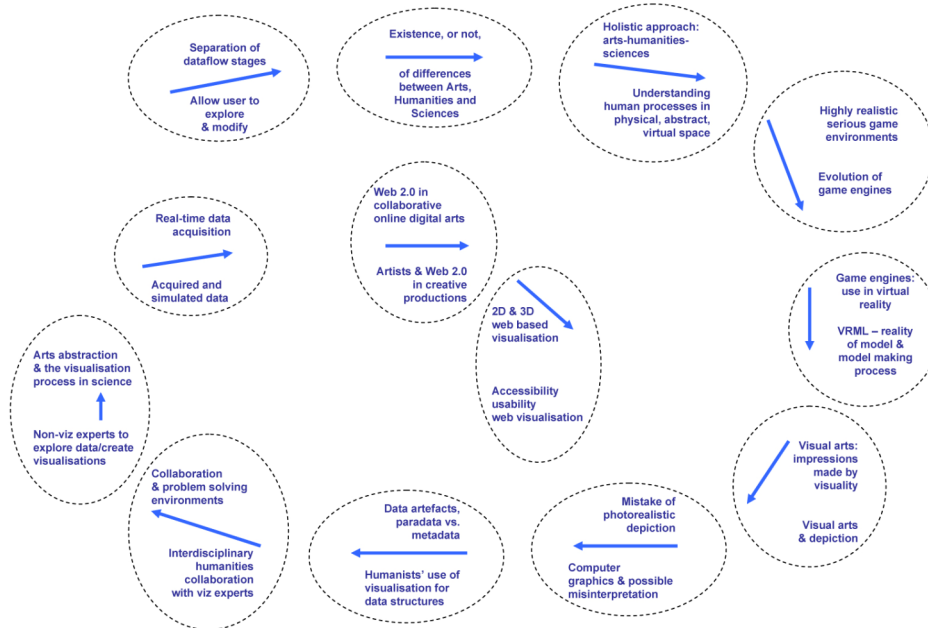 Separation of
dataflow stages
Allow user to
explore
& modify
Existence, or not,
of differences
between Arts,
Humanities and
Sciences
Holistic approach:
arts-humanities-
sciences
Understanding
human processes in
physical, abstract,
virtual space
Highly realistic
serious game
environments
Evolution of
game engines
Real-time data
acquisition
Acquired and
simulated data
Web 2.0 in
collaborative
online digital arts
Artists & Web 2.0
in creative
productions
2D & 3D
web based
visualisation
Accessibility
usability
web visualisation
Game engines:
use in virtual
reality
VRML – reality
of model &
model making
process
Arts abstraction
& the visualisation
process in science
Non-viz experts to
explore data/create
visualisations
Collaboration
& problem solving
environments
Interdisciplinary
humanities
collaboration
with viz experts
Data artefacts,
paradata vs.
metadata
Humanists’ use of
visualisation for
data structures
Mistake of
photorealistic
depiction
Computer
graphics & possible
misinterpretation
Visual arts:
impressions
made by
visuality
Visual arts
& depiction